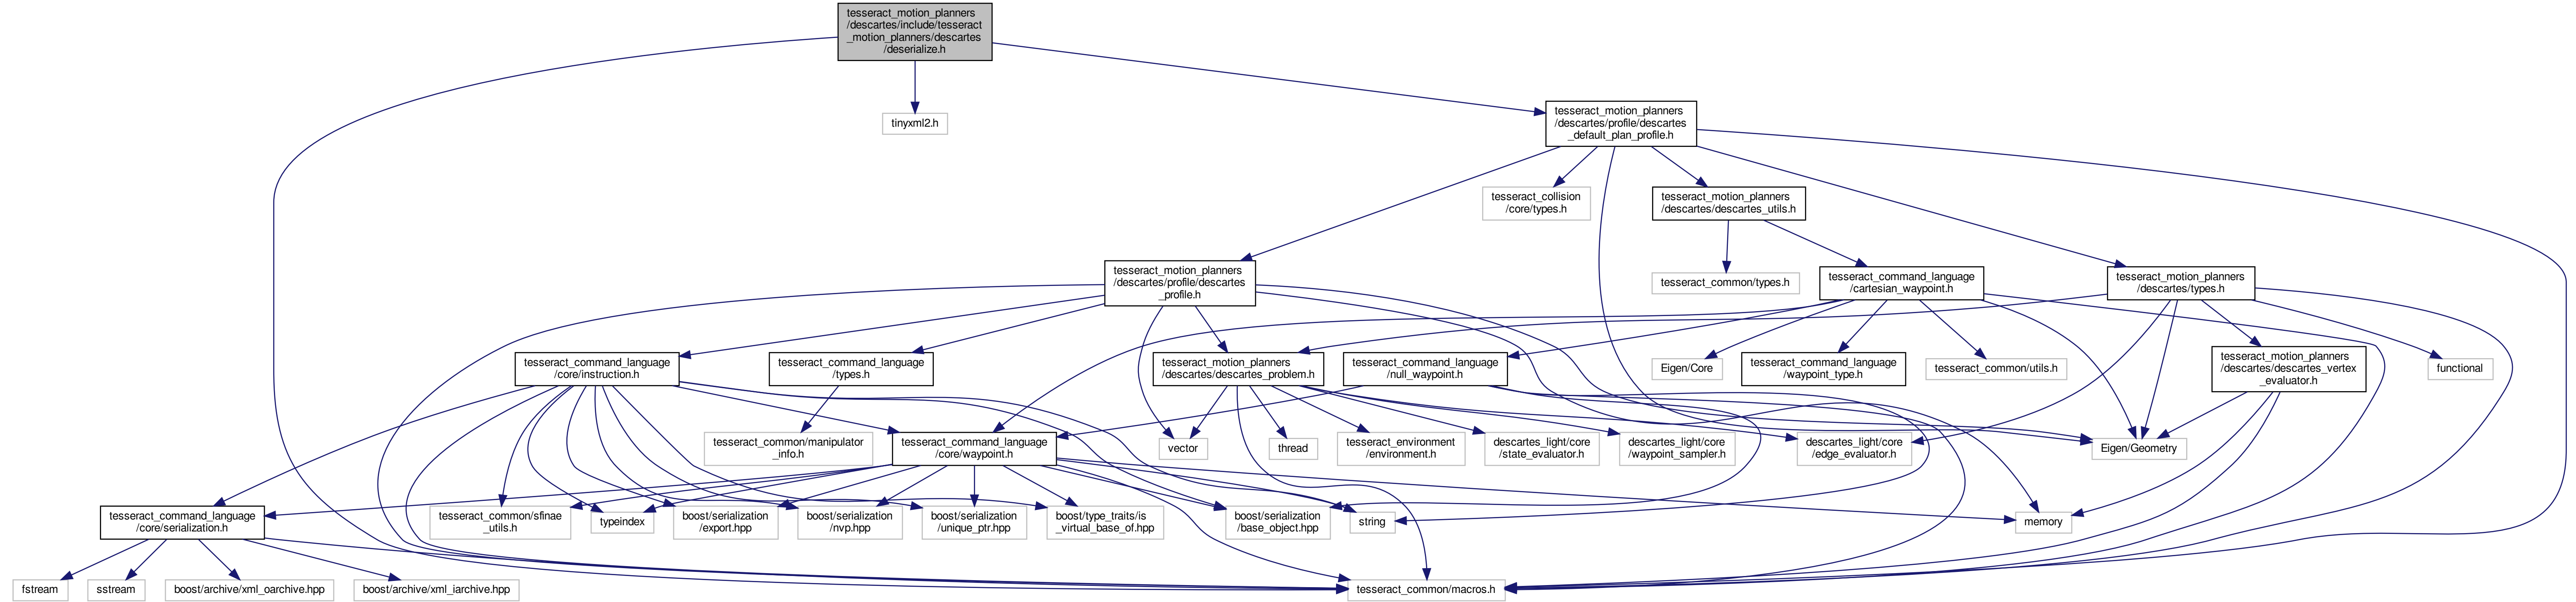 tesseract_motion_planners
/descartes/include/tesseract
_motion_planners/descartes
/deserialize.h
tinyxml2.h
tesseract_motion_planners
/descartes/profile/descartes
_default_plan_profile.h
tesseract_collision
/core/types.h
tesseract_motion_planners
/descartes/descartes_utils.h
tesseract_motion_planners
/descartes/profile/descartes
_profile.h
tesseract_common/types.h
tesseract_command_language
/cartesian_waypoint.h
tesseract_motion_planners
/descartes/types.h
tesseract_command_language
/core/instruction.h
tesseract_command_language
/types.h
tesseract_motion_planners
/descartes/descartes_problem.h
tesseract_command_language
/null_waypoint.h
Eigen/Core
tesseract_command_language
/waypoint_type.h
tesseract_common/utils.h
tesseract_motion_planners
/descartes/descartes_vertex
_evaluator.h
functional
tesseract_common/manipulator
_info.h
tesseract_command_language
/core/waypoint.h
vector
thread
tesseract_environment
/environment.h
descartes_light/core
/state_evaluator.h
descartes_light/core
/waypoint_sampler.h
descartes_light/core
/edge_evaluator.h
Eigen/Geometry
tesseract_command_language
/core/serialization.h
tesseract_common/sfinae
_utils.h
typeindex
boost/serialization
/export.hpp
boost/serialization
/nvp.hpp
boost/serialization
/unique_ptr.hpp
boost/type_traits/is
_virtual_base_of.hpp
boost/serialization
/base_object.hpp
string
memory
fstream
sstream
boost/archive/xml_oarchive.hpp
boost/archive/xml_iarchive.hpp
tesseract_common/macros.h